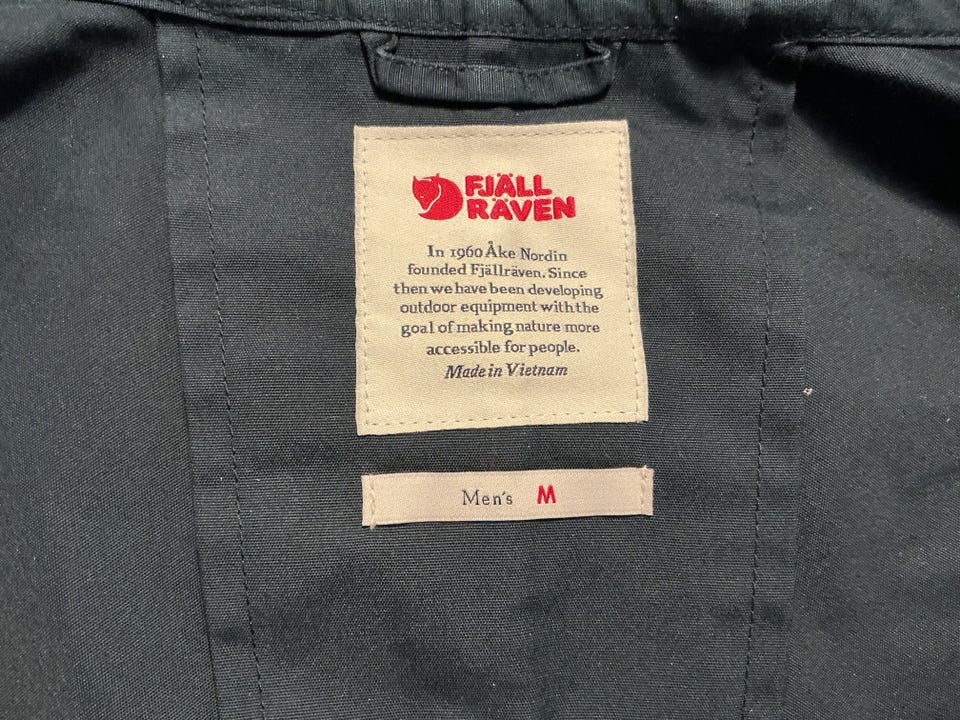 FJÄLL
RÄVEN
In 1960 Åke Nordin
founded Fjällräven. Since
then we have been developing
outdoor equipment with the
goal of making nature more
accessible for people.
Made in Vietnam
Men's M